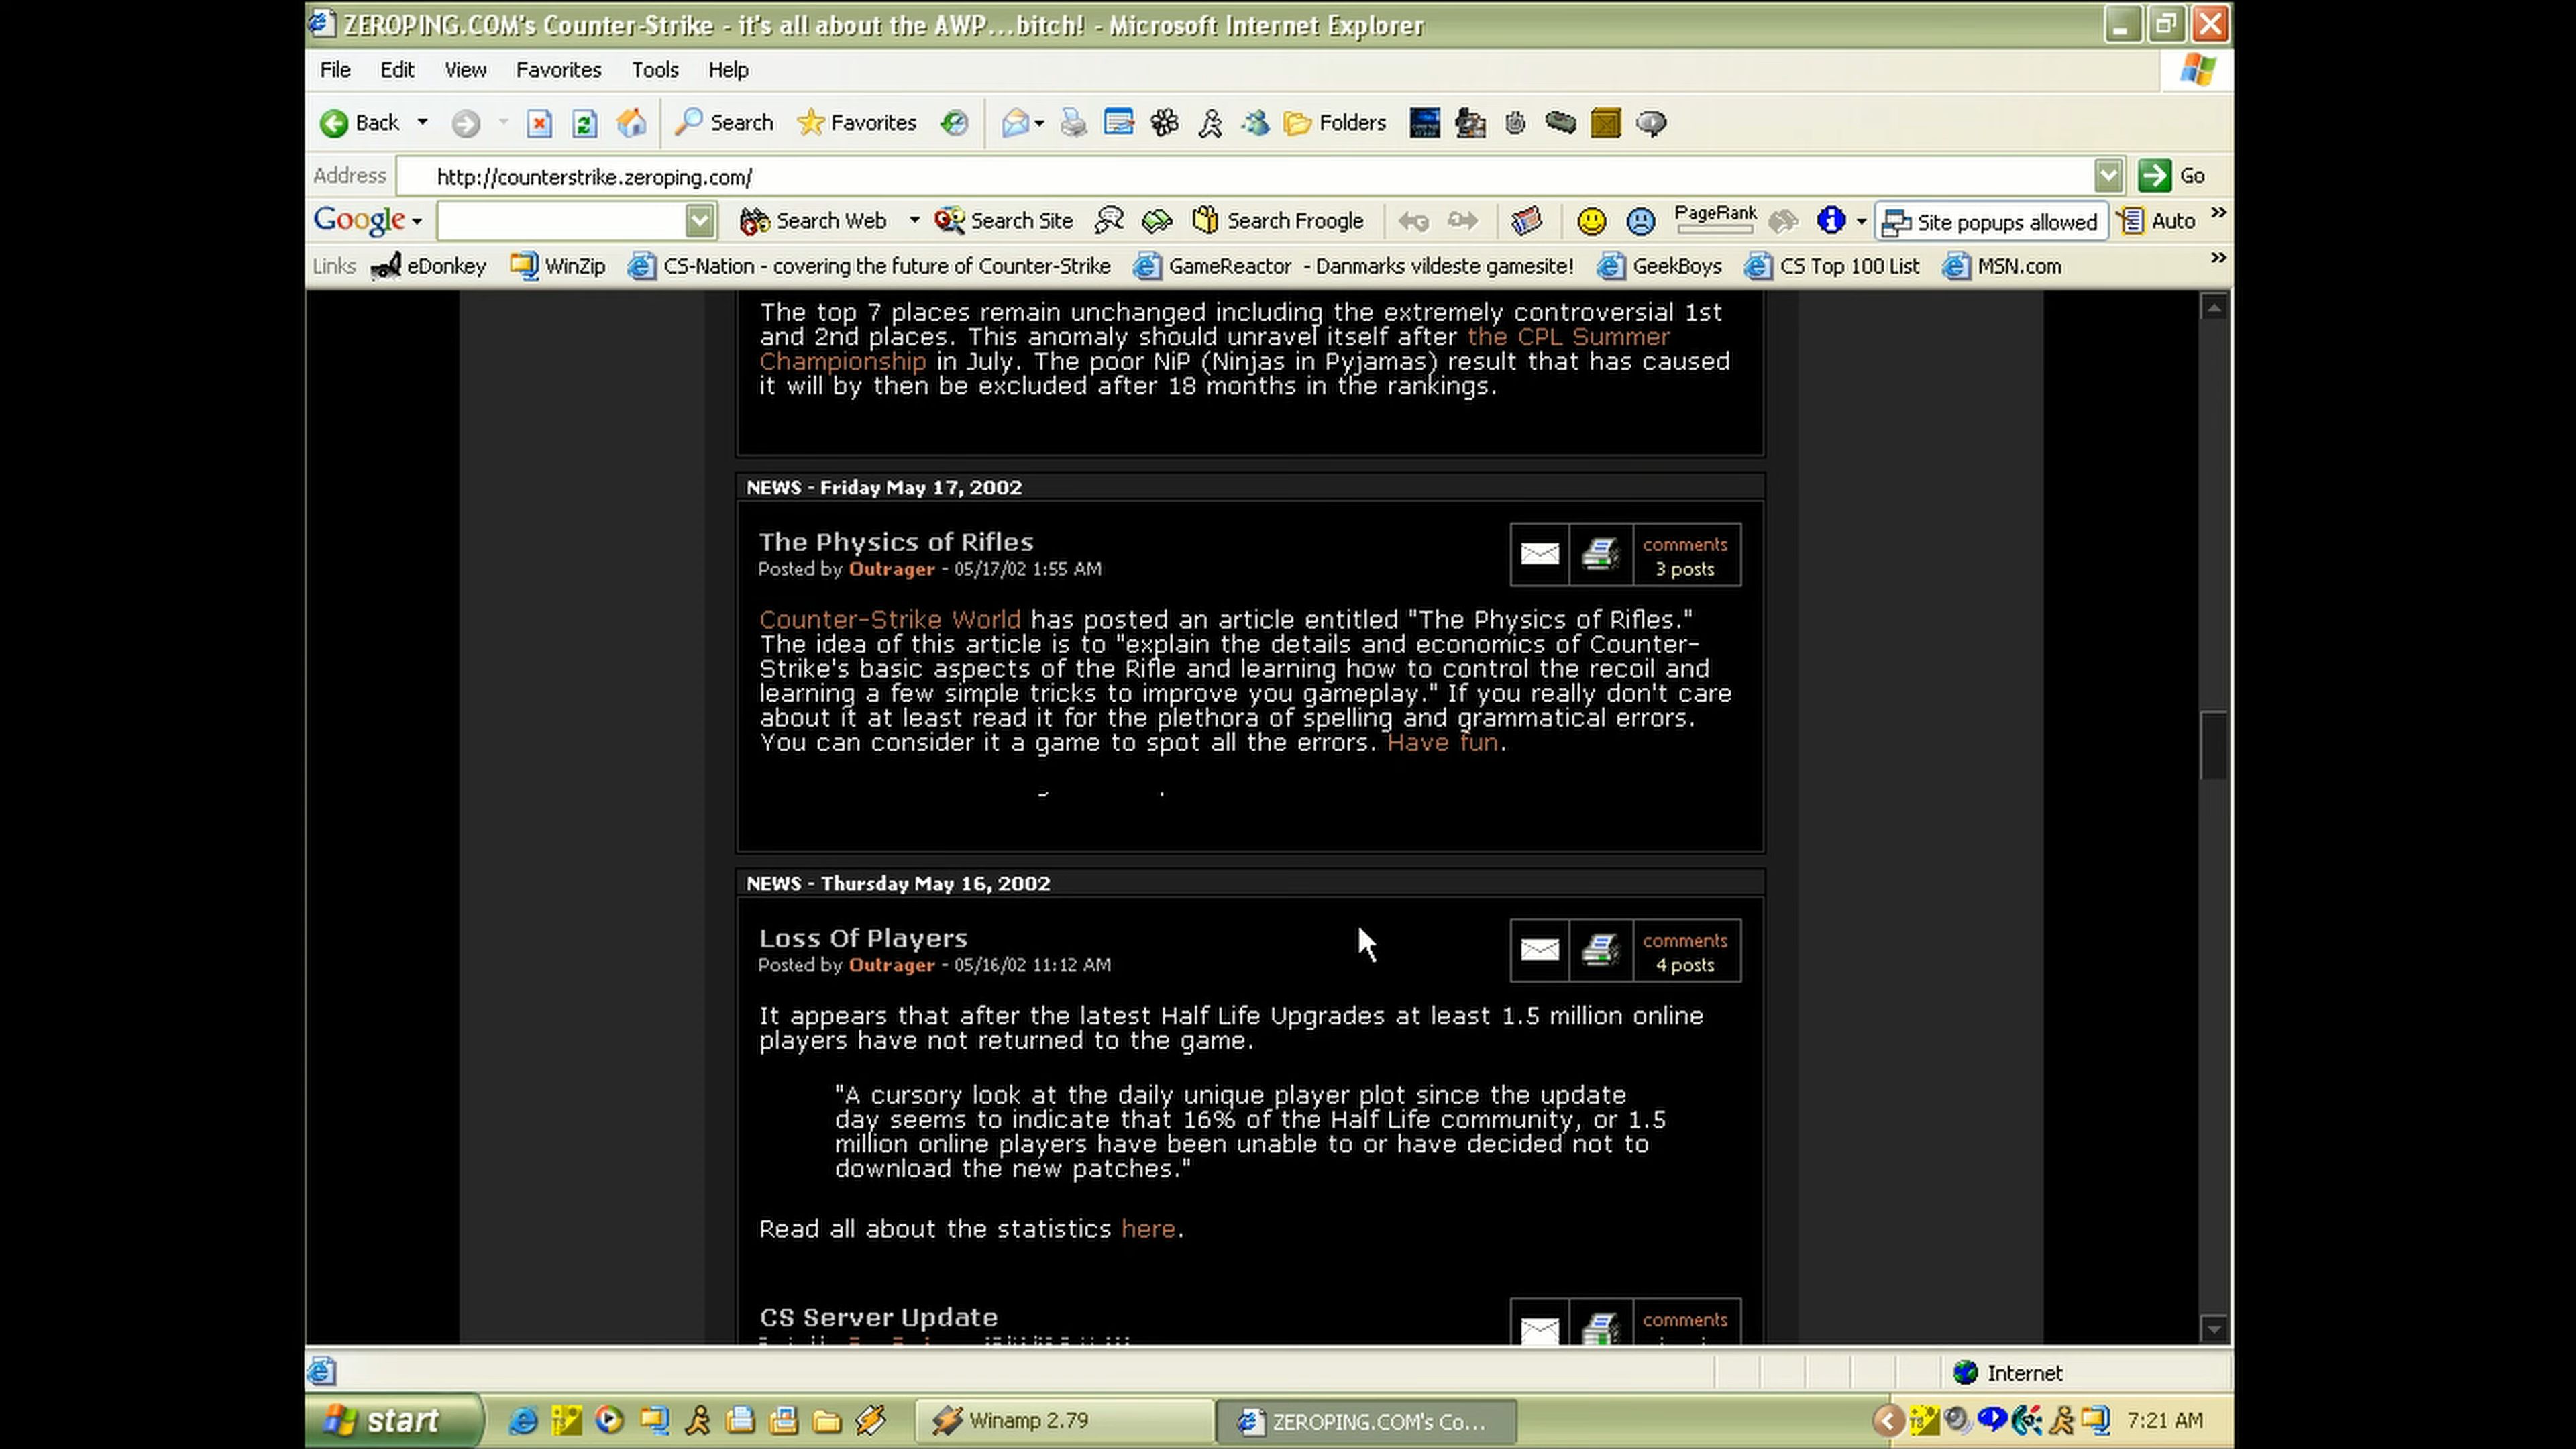 ZEROPING.COM's Counter-Strike - it's all about the AWP...bitch! - Microsoft Internet Explorer
File Edit View Favorites Tools Help
Back Search Favorites Folders
Address http://counterstrike.zeroping.com/ Go
Google Search Web Search Site Search Froogle PageRank Site popups allowed Auto »
Links eDonkey WinZip CS-Nation - covering the future of Counter-Strike GameReactor - Danmarks vildeste gamesite! GeekBoys CS Top 100 List MSN.com »
The top 7 places remain unchanged including the extremely controversial 1st
and 2nd places. This anomaly should unravel itself after the CPL Summer
Championship in July. The poor NiP (Ninjas in Pyjamas) result that has caused
it will by then be excluded after 18 months in the rankings.
NEWS - Friday May 17, 2002
The Physics of Rifles
Posted by Outrager - 05/17/02 1:55 AM
comments
3 posts
Counter-Strike World has posted an article entitled "The Physics of Rifles."
The idea of this article is to "explain the details and economics of Counter-
Strike's basic aspects of the Rifle and learning how to control the recoil and
learning a few simple tricks to improve you gameplay." If you really don't care
about it at least read it for the plethora of spelling and grammatical errors.
You can consider it a game to spot all the errors. Have fun.
NEWS - Thursday May 16, 2002
Loss Of Players
Posted by Outrager - 05/16/02 11:12 AM
comments
4 posts
It appears that after the latest Half Life Upgrades at least 1.5 million online
players have not returned to the game.
"A cursory look at the daily unique player plot since the update
day seems to indicate that 16% of the Half Life community, or 1.5
million online players have been unable to or have decided not to
download the new patches."
Read all about the statistics here.
CS Server Update
comments
Internet
start Winamp 2.79 ZEROPING.COM's Co... 7:21 AM